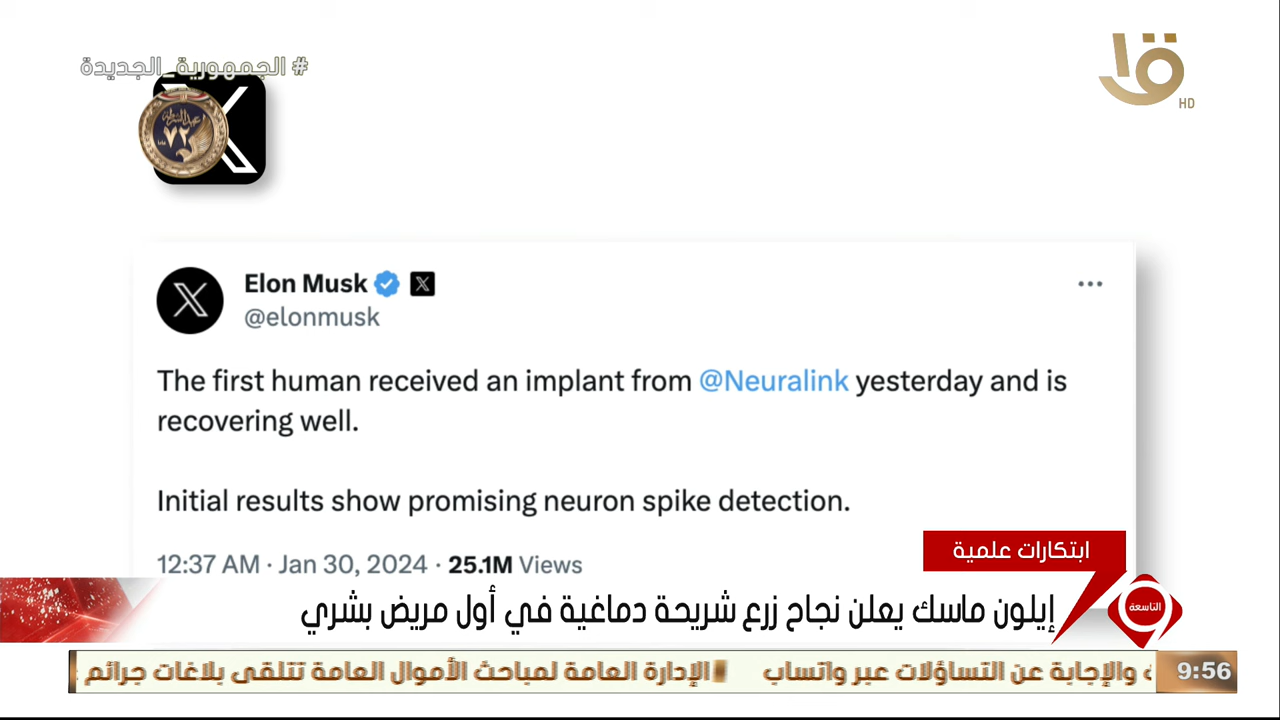 # الجمهورية_الجديدة
HD
عيد الشرطة
٧٢
Elon Musk
@elonmusk
The first human received an implant from @Neuralink yesterday and is
recovering well.
Initial results show promising neuron spike detection.
12:37 AM · Jan 30, 2024 · 25.1M Views
ابتكارات علمية
إيلون ماسك يعلن نجاح زرع شريحة دماغية في أول مريض بشري
التاسعة
9:56
والإجابة عن التساؤلات عبر واتساب
الإدارة العامة لمباحث الأموال العامة تتلقى بلاغات جرائم